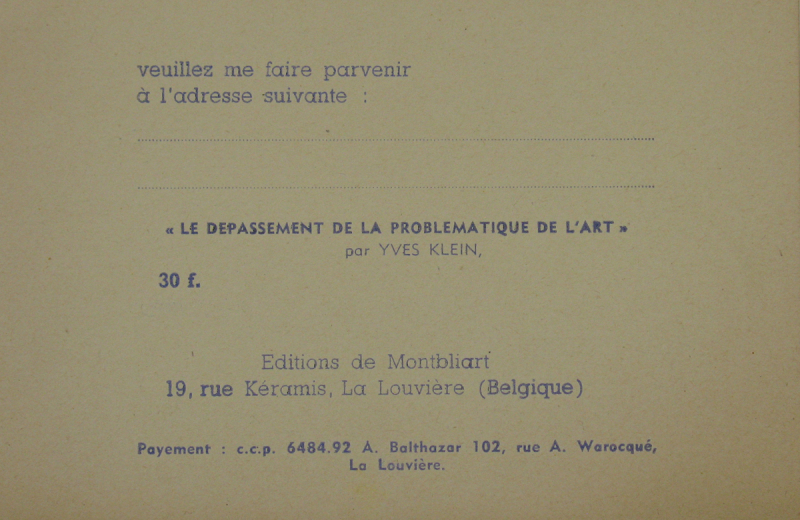 veuillez me faire parvenir
à l'adresse suivante :
« LE DEPASSEMENT DE LA PROBLEMATIQUE DE L'ART »
par YVES KLEIN,
30 f.
Editions de Montbliart
19, rue Kéramis, La Louvière (Belgique)
Payement : c.c.p. 6484.92 A. Balthazar 102, rue A. Warocqué,
La Louvière.